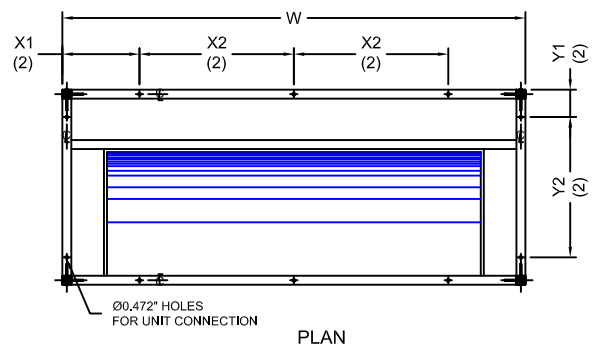 W
X1
(2)
X2
(2)
X2
(2)
Y1
(2)
Y2
(2)
Ø0.472" HOLES
FOR UNIT CONNECTION
PLAN